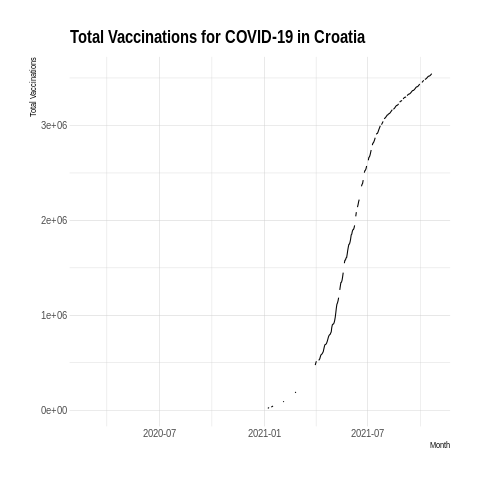 Total Vaccinations for COVID-19 in Croatia
Total Vaccinations
3e+06
2e+06
1e+06
0e+00
2020-07
2021-01
2021-07
Month